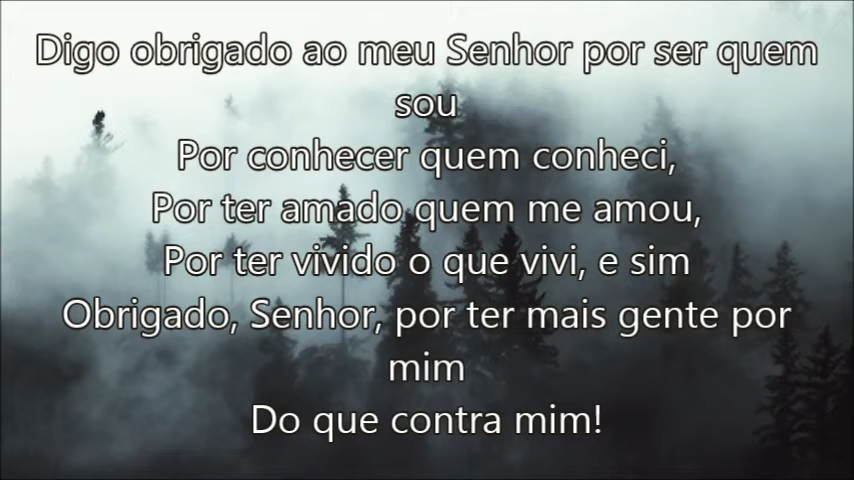 Digo obrigado ao meu Senhor por ser quem
sou
Por conhecer quem conheci,
Por ter amado quem me amou,
Por ter vivido o que vivi, e sim
Obrigado, Senhor, por ter mais gente por
mim
Do que contra mim!